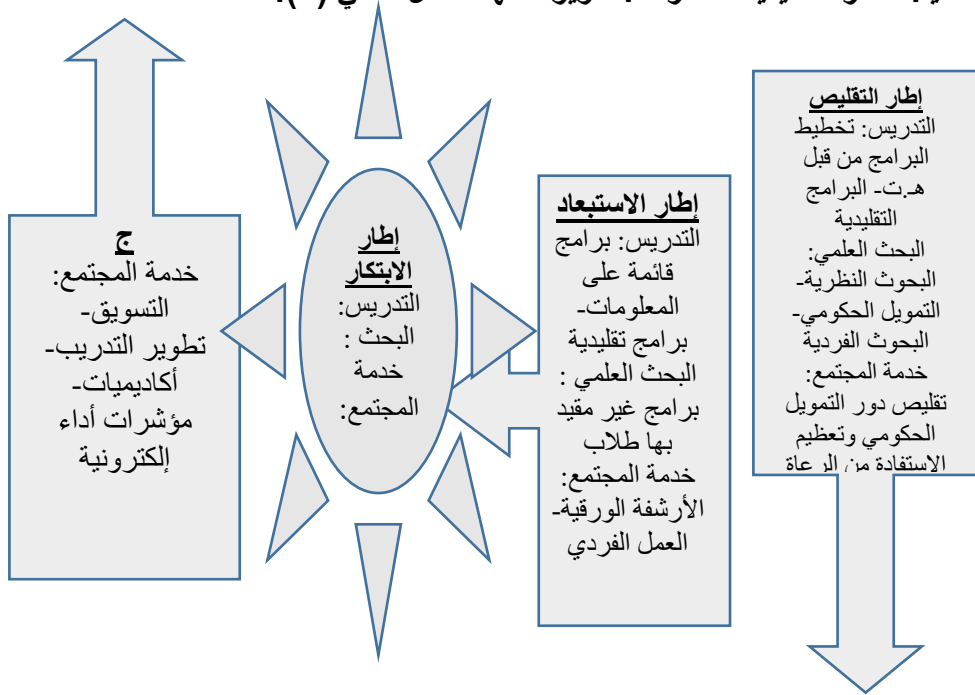 إطار التقليص
التدريس: تخطيط
البرامج من قبل
هـ.ت- البرامج
التقليدية
البحث العلمي:
البحوث النظرية-
التمويل الحكومي-
البحوث الفردية
خدمة المجتمع:
تقليص دور التمويل
الحكومي وتعظيم
الاستفادة من الرعاة
إطار الاستبعاد
التدريس: برامج
قائمة على
المعلومات-
برامج تقليدية
البحث العلمي :
برامج غير مقيد
بها طلاب
خدمة المجتمع:
الأرشفة الورقية-
العمل الفردي
إطار
الابتكار
التدريس:
البحث :
خدمة
المجتمع:
ج
خدمة المجتمع:
التسويق-
تطوير التدريب-
أكاديميات-
مؤشرات أداء
إلكترونية